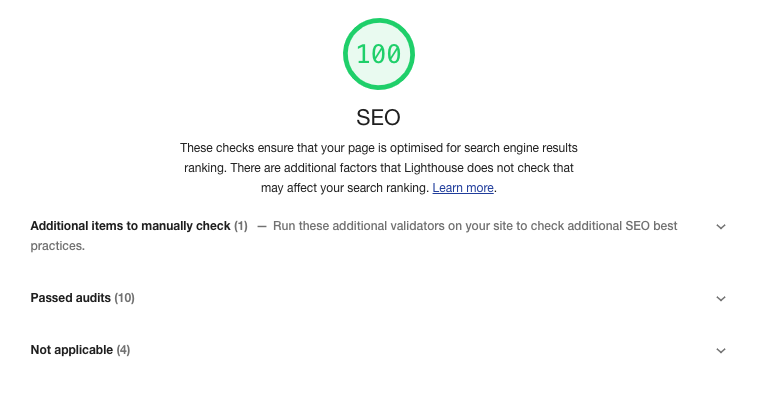 100
SEO
These checks ensure that your page is optimised for search engine results
ranking. There are additional factors that Lighthouse does not check that
may affect your search ranking. Learn more.
Additional items to manually check (1) — Run these additional validators on your site to check additional SEO best
practices.
Passed audits (10)
Not applicable (4)